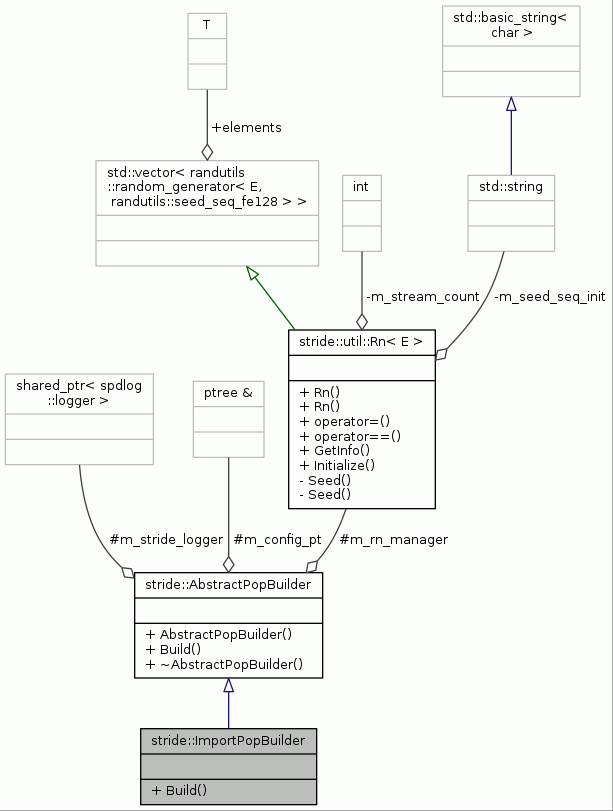 T
std::basic_string<
char >
+elements
std::vector< randutils
::random_generator< E,
randutils::seed_seq_fe128 > >
int
std::string
-m_stream_count
-m_seed_seq_init
stride::util::Rn< E >
+ Rn()
+ Rn()
+ operator=()
+ operator==()
+ GetInfo()
+ Initialize()
- Seed()
- Seed()
shared_ptr< spdlog
::logger >
ptree &
#m_stride_logger
#m_config_pt
#m_rn_manager
stride::AbstractPopBuilder
+ AbstractPopBuilder()
+ Build()
+ ~AbstractPopBuilder()
stride::ImportPopBuilder
+ Build()